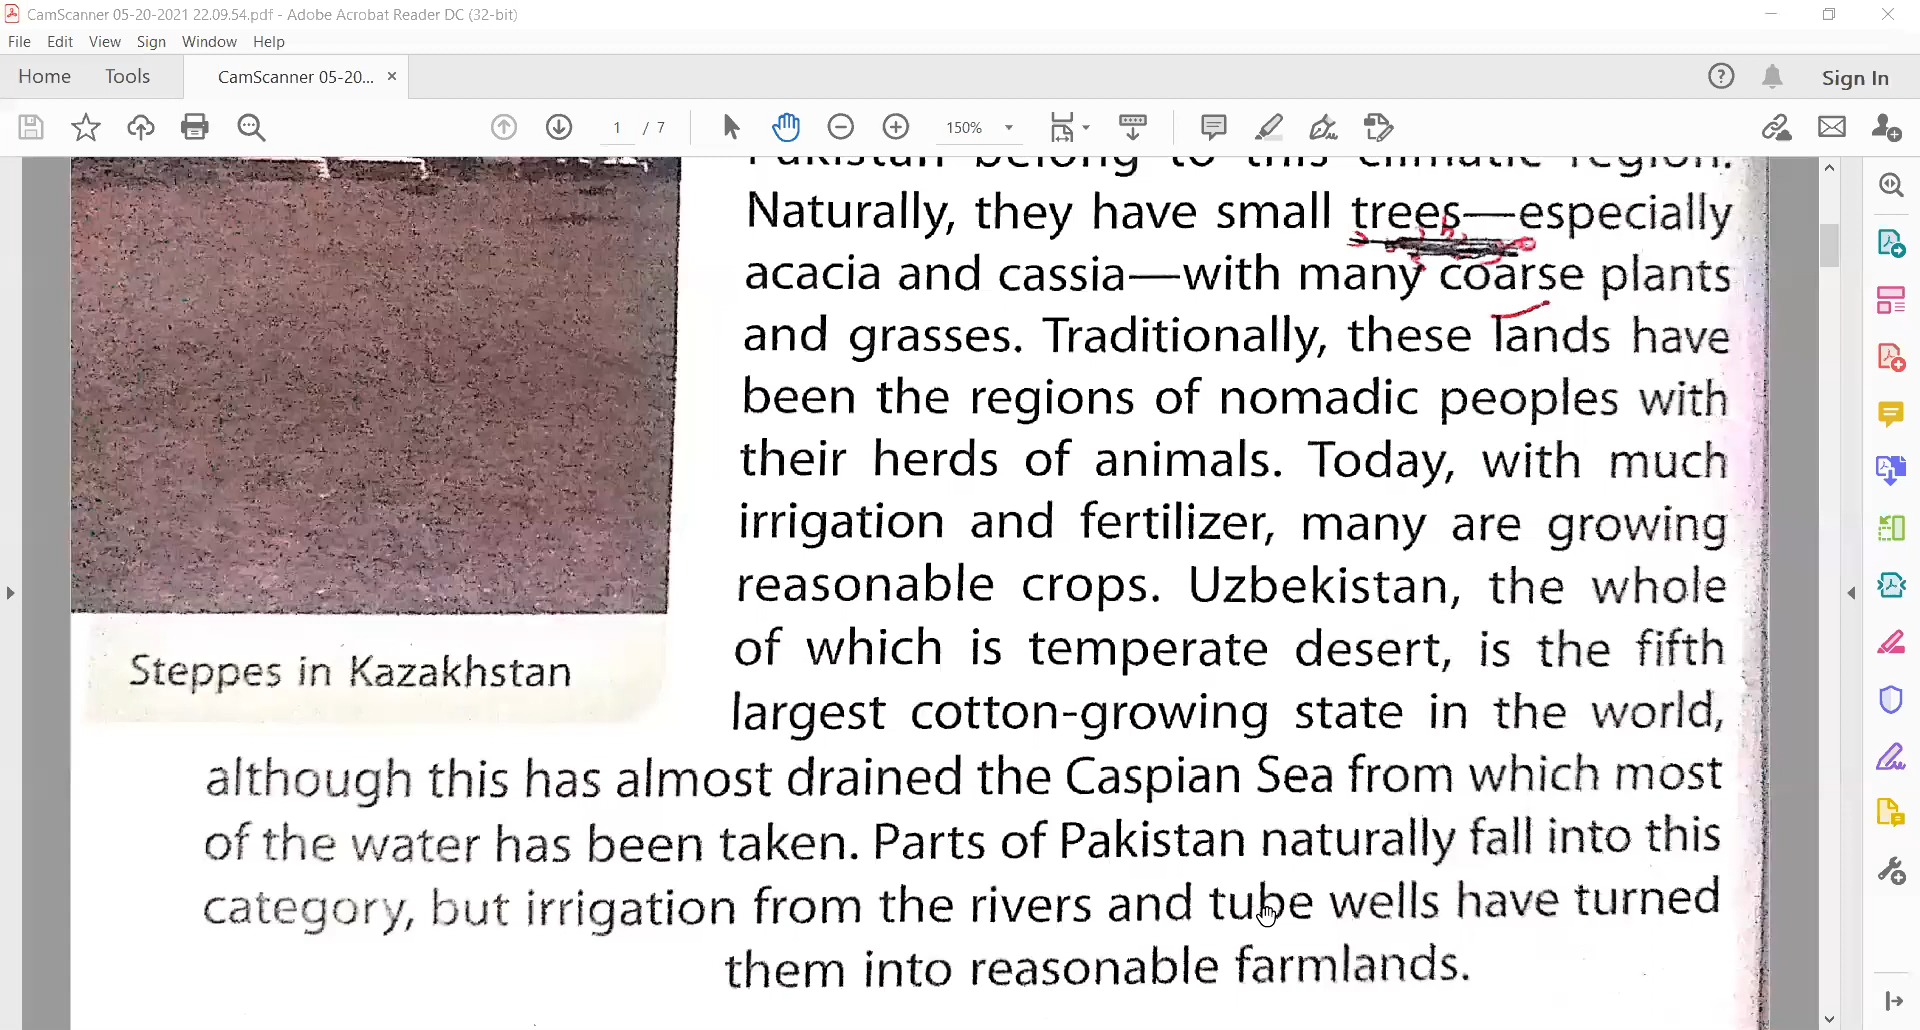 CamScanner 05-20-2021 22.09.54.pdf - Adobe Acrobat Reader DC (32-bit)
File Edit View Sign Window Help
Home Tools CamScanner 05-20... × Sign In
1 / 7 150%
Pakistan belong to this climatic region.
Naturally, they have small trees—especially
acacia and cassia—with many coarse plants
and grasses. Traditionally, these lands have
been the regions of nomadic peoples with
their herds of animals. Today, with much
irrigation and fertilizer, many are growing
reasonable crops. Uzbekistan, the whole
of which is temperate desert, is the fifth
largest cotton-growing state in the world,
although this has almost drained the Caspian Sea from which most
of the water has been taken. Parts of Pakistan naturally fall into this
category, but irrigation from the rivers and tube wells have turned
them into reasonable farmlands.
Steppes in Kazakhstan